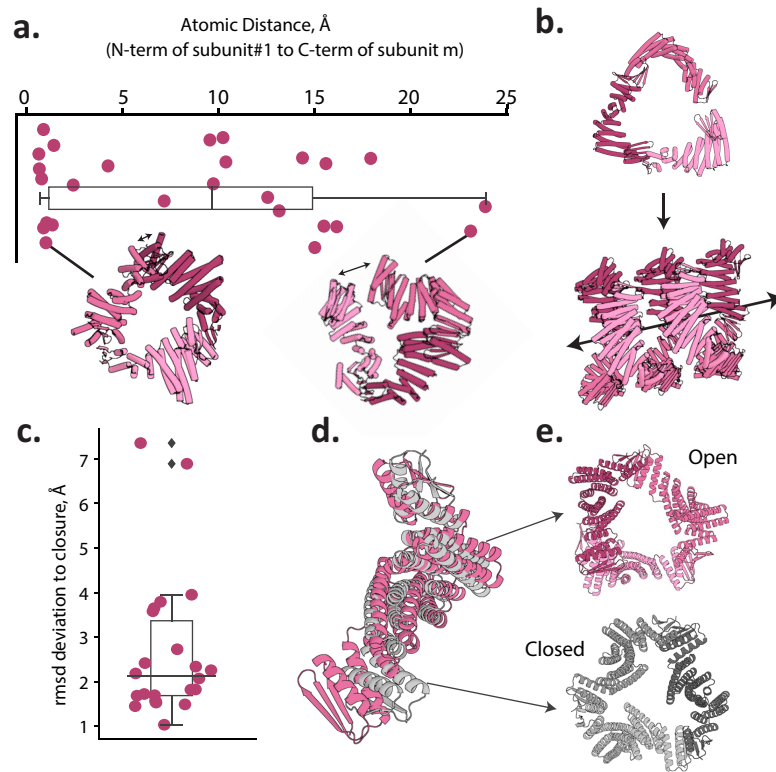 a.
Atomic Distance, Å
(N-term of subunit#1 to C-term of subunit m)
0 5 10 15 20 25
b.
c.
rmsd deviation to closure, Å
7
6
5
4
3
2
1
d.
e.
Open
Closed